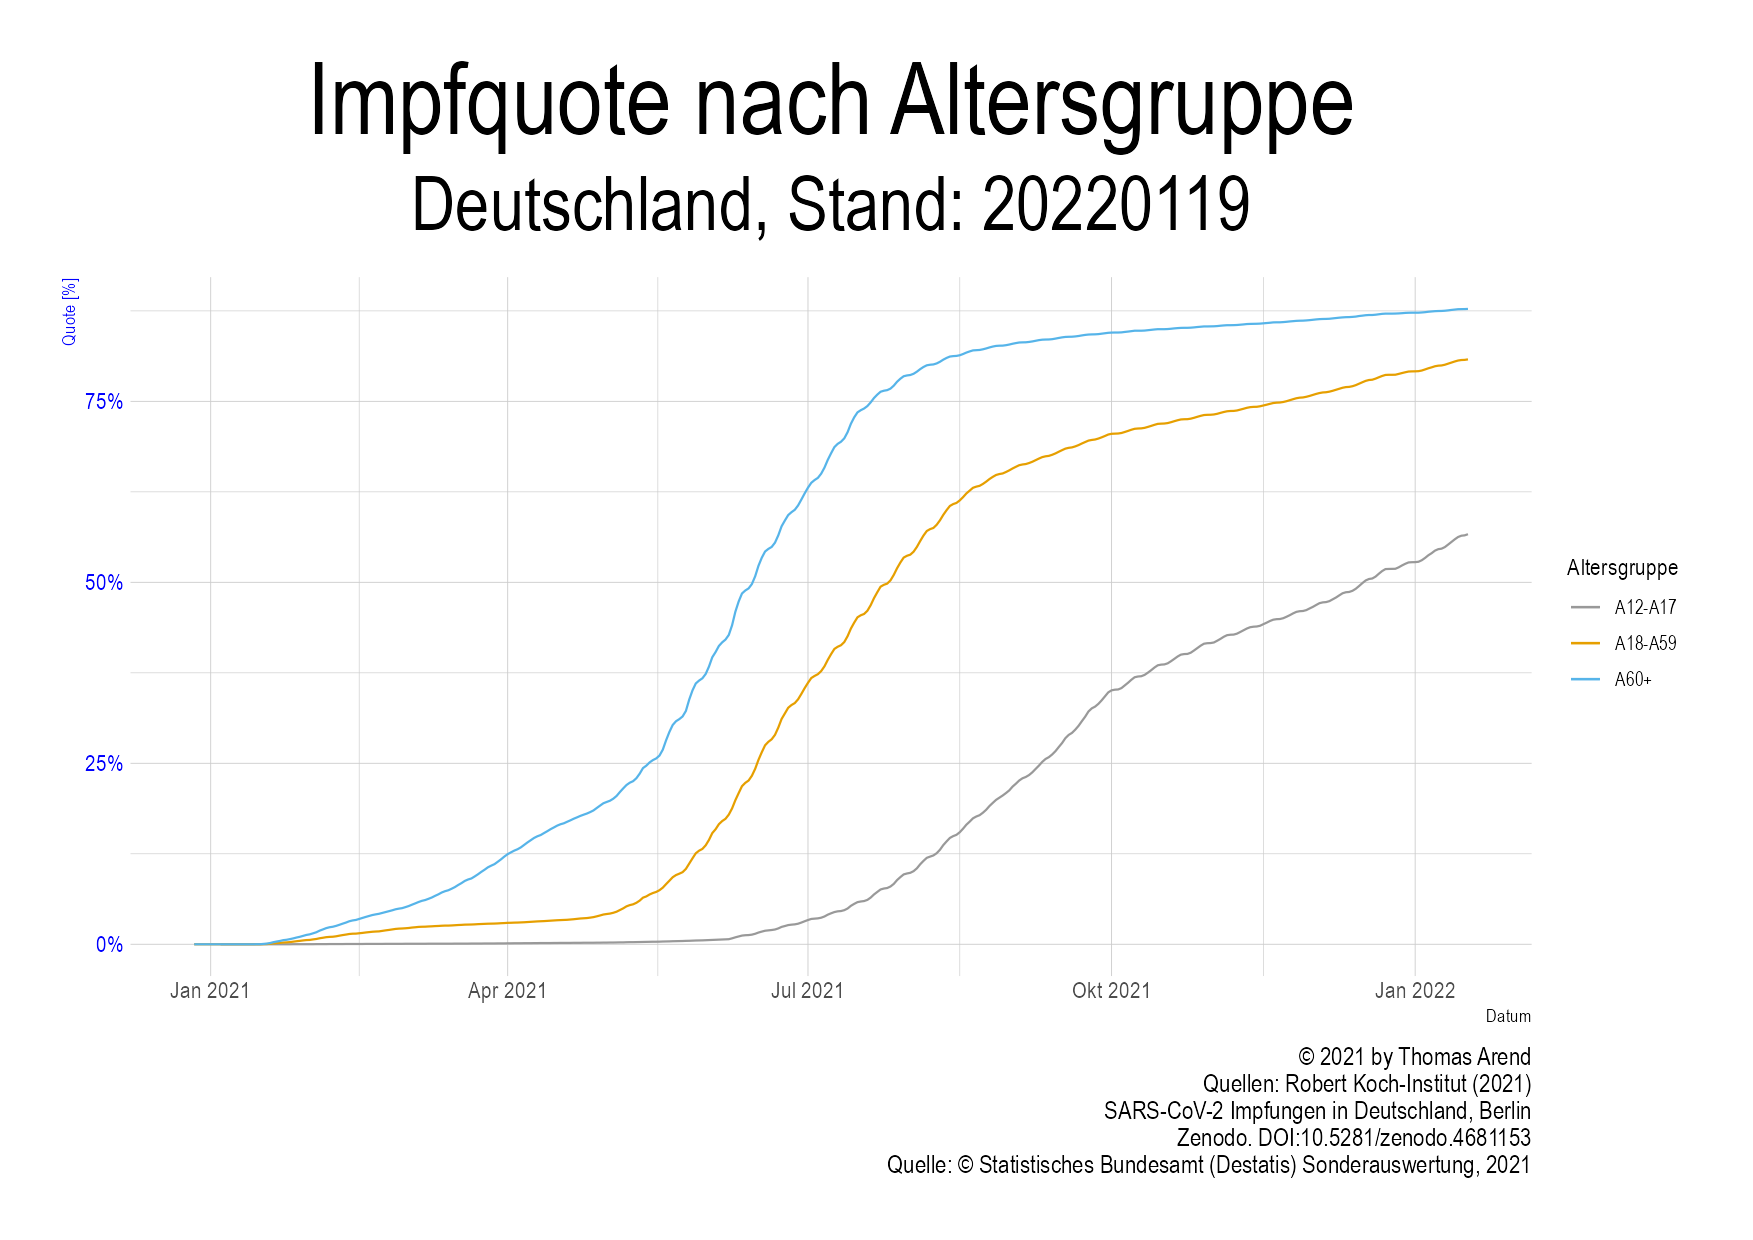 Impfquote nach Altersgruppe
Deutschland, Stand: 20220119
Quote [%]
75%
50%
25%
0%
Jan 2021
Apr 2021
Jul 2021
Okt 2021
Jan 2022
Datum
Altersgruppe
A12-A17
A18-A59
A60+
© 2021 by Thomas Arend
Quellen: Robert Koch-Institut (2021)
SARS-CoV-2 Impfungen in Deutschland, Berlin
Zenodo. DOI:10.5281/zenodo.4681153
Quelle: © Statistisches Bundesamt (Destatis) Sonderauswertung, 2021